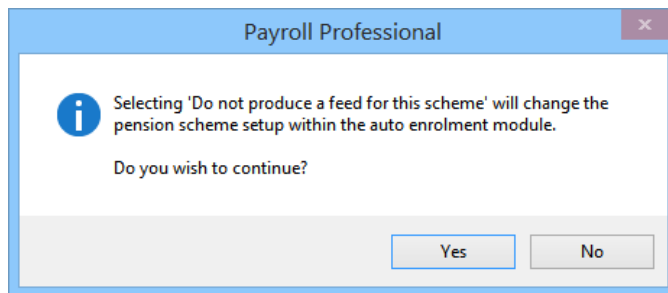 Payroll Professional
Selecting 'Do not produce a feed for this scheme' will change the
pension scheme setup within the auto enrolment module.
Do you wish to continue?
Yes No